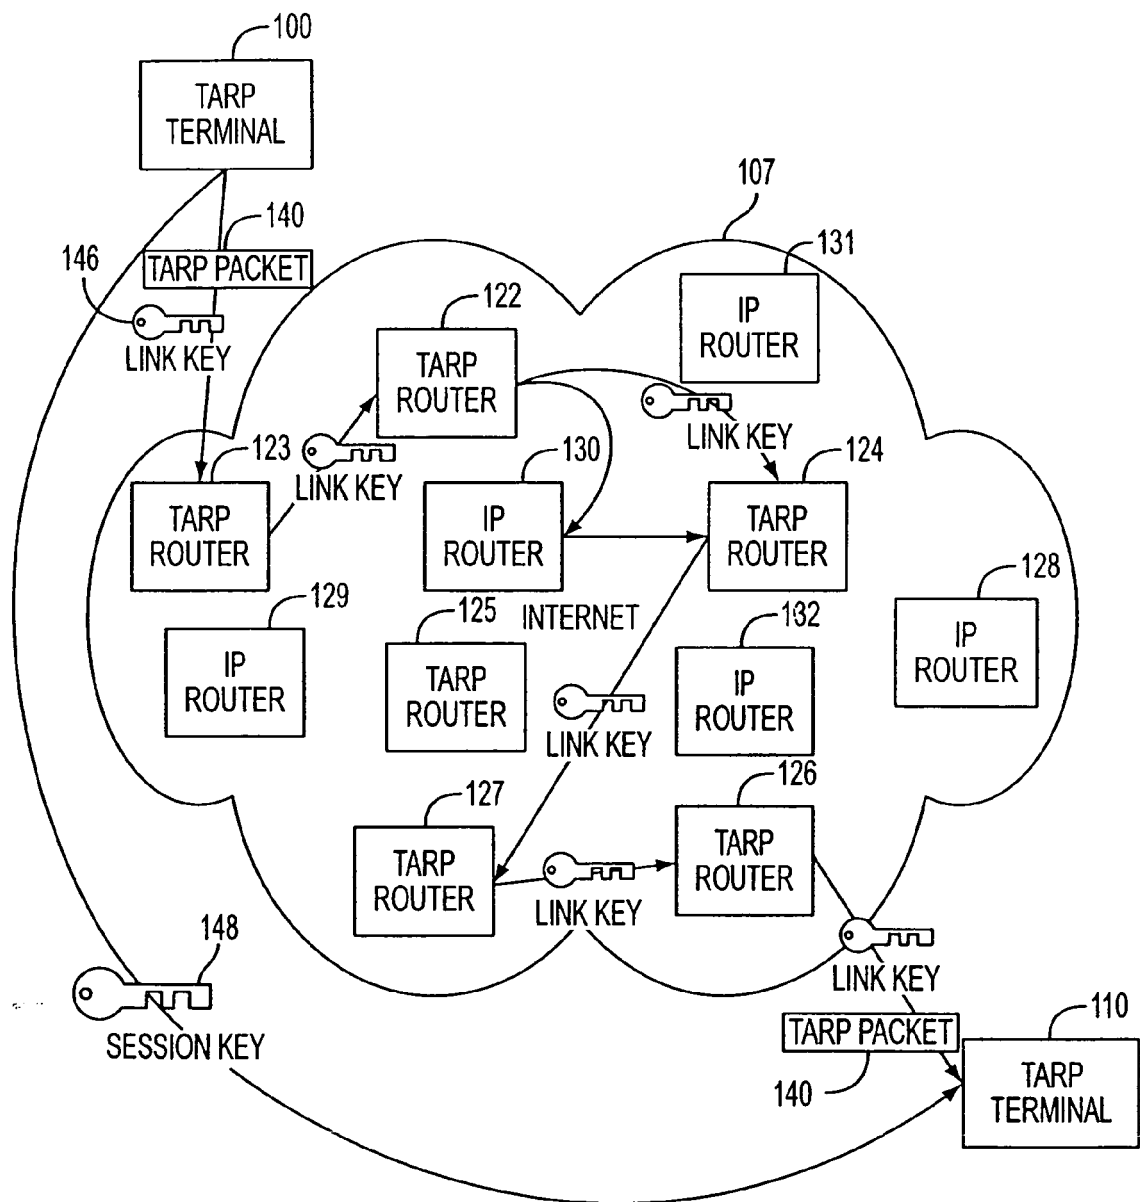 100
TARP
TERMINAL
107
140
TARP PACKET
146
LINK KEY
131
IP
ROUTER
122
TARP
ROUTER
LINK KEY
123
TARP
ROUTER
LINK KEY
130
IP
ROUTER
124
TARP
ROUTER
129
IP
ROUTER
125
TARP
ROUTER
INTERNET
132
IP
ROUTER
128
IP
ROUTER
LINK KEY
127
TARP
ROUTER
126
TARP
ROUTER
LINK KEY
LINK KEY
148
SESSION KEY
TARP PACKET
140
110
TARP
TERMINAL